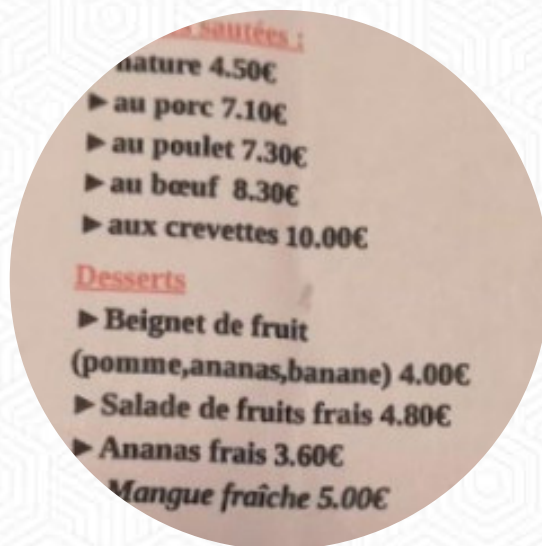 sautées :
nature 4.50€
►au porc 7.10€
►au poulet 7.30€
►au bœuf 8.30€
►aux crevettes 10.00€
Desserts
►Beignet de fruit
(pomme,ananas,banane) 4.00€
►Salade de fruits frais 4.80€
►Ananas frais 3.60€
Mangue fraîche 5.00€